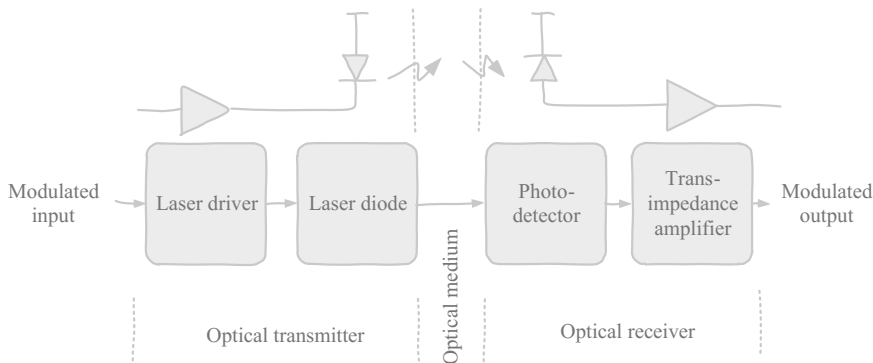 Modulated
input
Laser driver
Laser diode
Optical medium
Photo-
detector
Trans-
impedance
amplifier
Modulated
output
Optical transmitter
Optical receiver